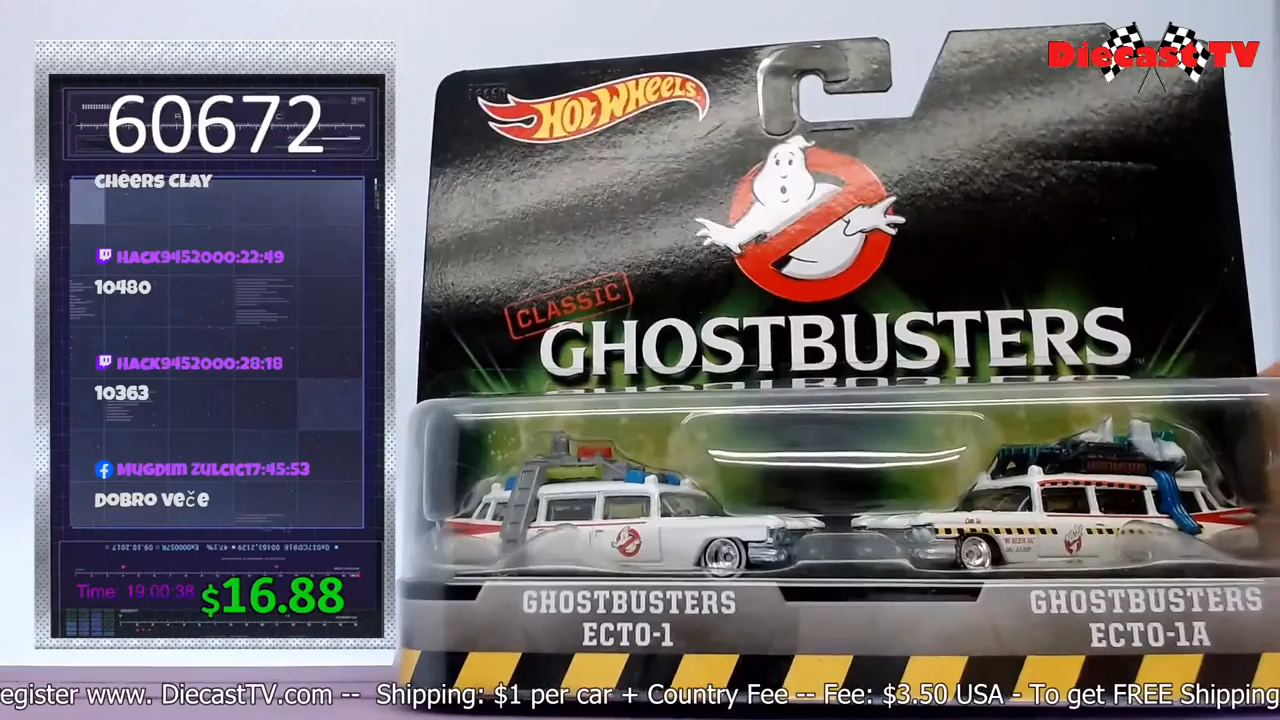 60672
CHEERS CLAY
HACK9452000:22:49
10480
HACK9452000:28:18
10363
MUGDIM ZULCIC17:45:53
DOBRO VEČE
Time: 19:00:38
$16.88
Diecast TV
HOT WHEELS
CLASSIC
GHOSTBUSTERS
GHOSTBUSTERS
ECTO-1
GHOSTBUSTERS
ECTO-1A
egister www. DiecastTV.com -- Shipping: $1 per car + Country Fee -- Fee: $3.50 USA - To get FREE Shipping